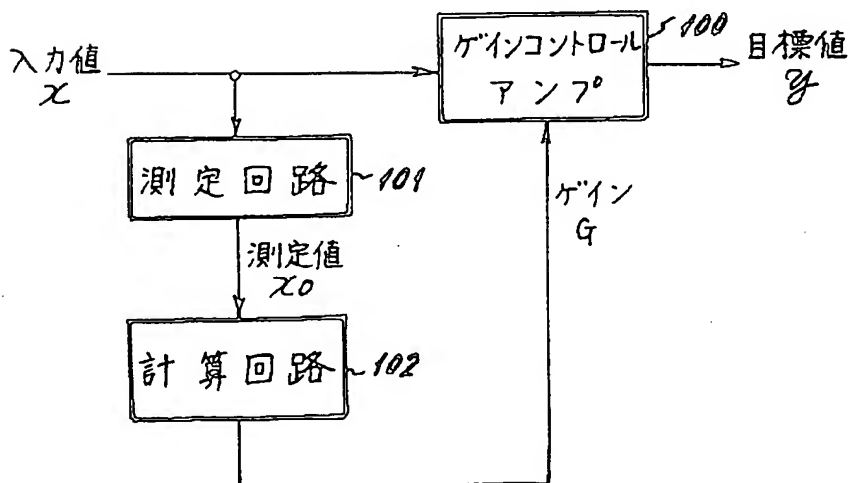 入力値
x
ゲインコントロール
アンプ
100
目標値
y
測定回路
101
測定値
x0
ゲイン
G
計算回路
102